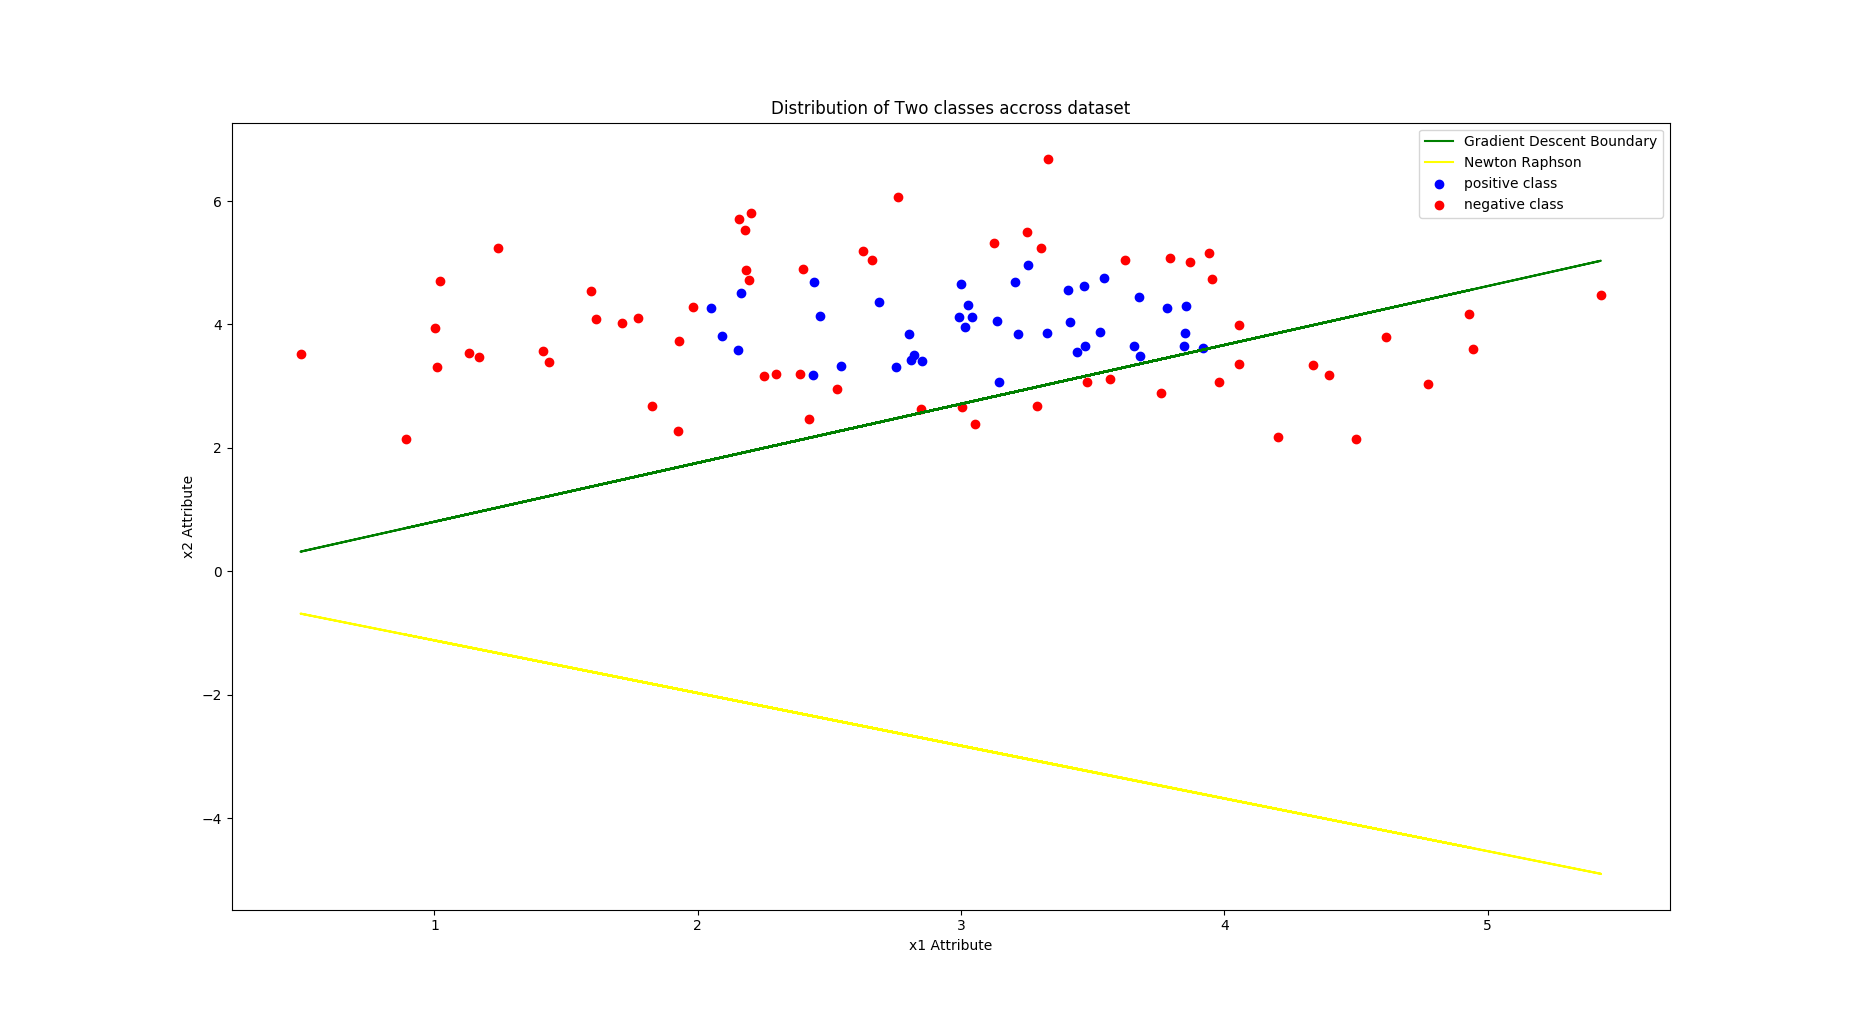 Distribution of Two classes accross dataset
Gradient Descent Boundary
Newton Raphson
positive class
negative class
6
4
2
0
−2
−4
x2 Attribute
1 2 3 4 5
x1 Attribute